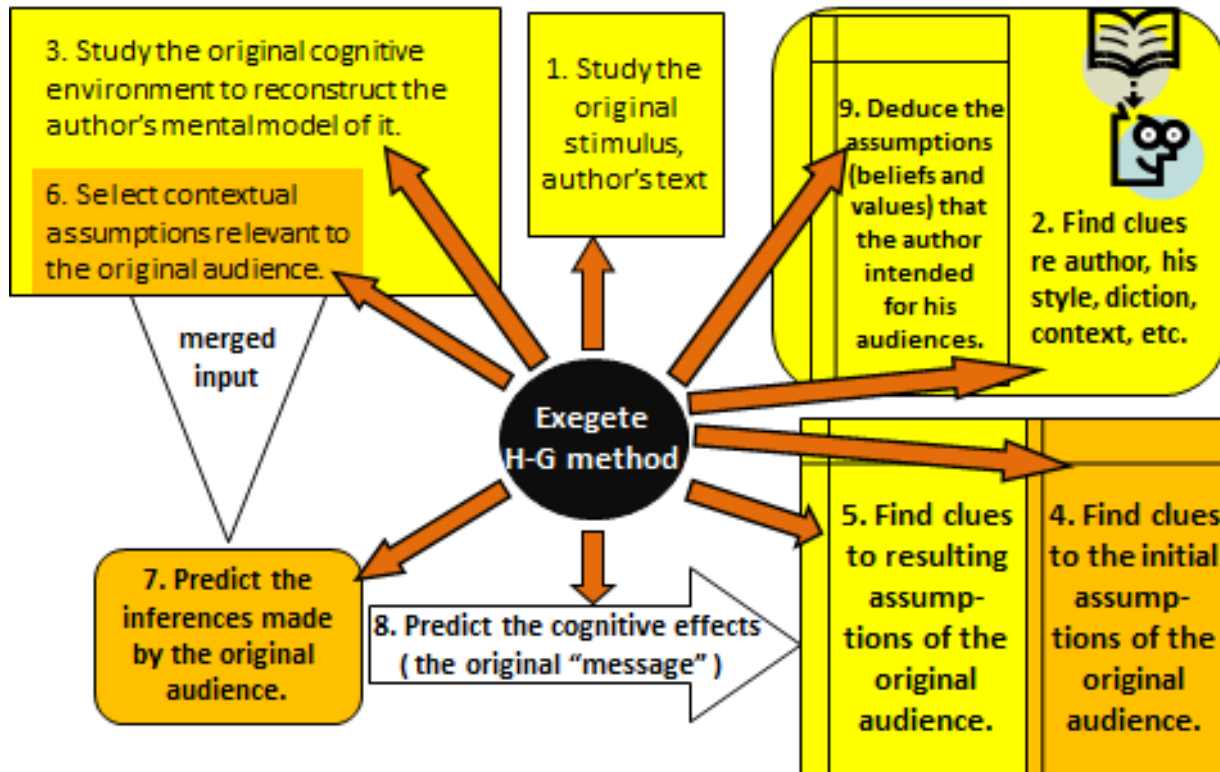 3. Study the original cognitive
environment to reconstruct the
author's mental model of it.
6. Select contextual
assumptions relevant to
the original audience.
merged
input
1. Study the
original
stimulus,
author's text
9. Deduce the
assumptions
(beliefs and
values) that
the author
intended
for his
audiences.
2. Find clues
re author, his
style, diction,
context, etc.
Exegete
H-G method
7. Predict the
inferences made
by the original
audience.
8. Predict the cognitive effects
( the original “message” )
5. Find clues
to resulting
assump-
tions of the
original
audience.
4. Find clues
to the initial
assump-
tions of the
original
audience.